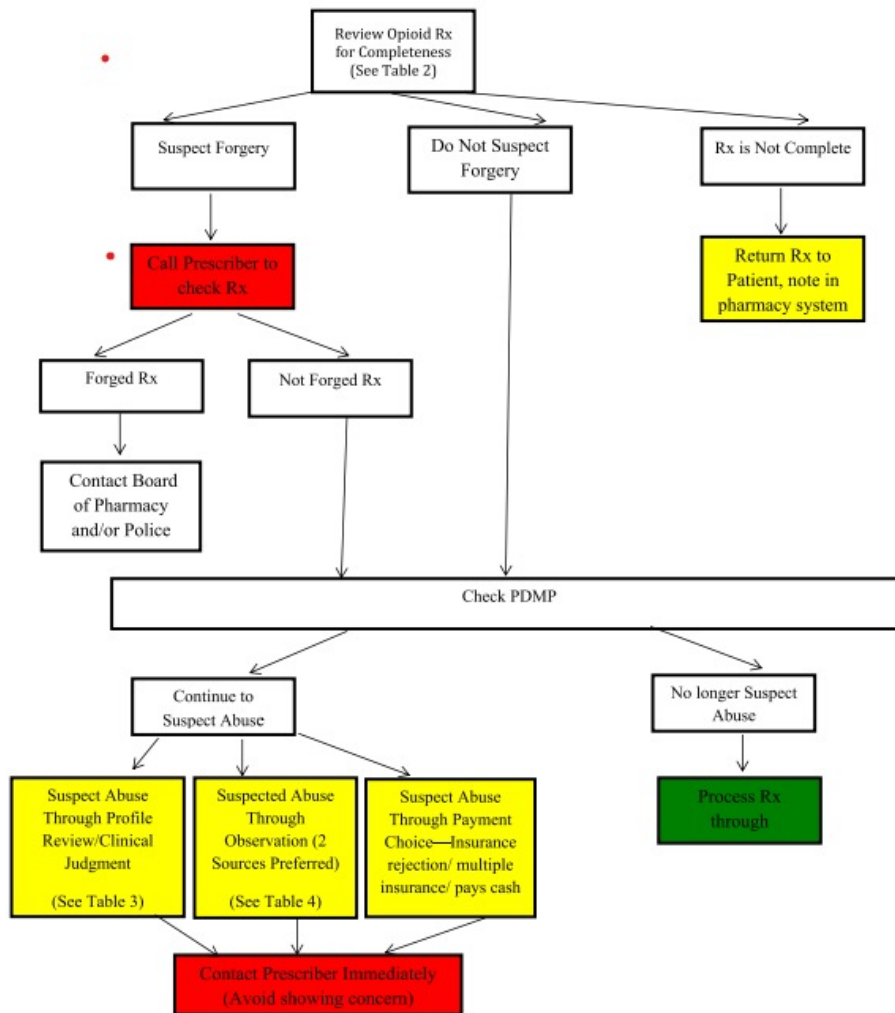 Review Opioid Rx
for Completeness
(See Table 2)
Suspect Forgery
Do Not Suspect
Forgery
Rx is Not Complete
Call Prescriber to
check Rx
Return Rx to
Patient, note in
pharmacy system
Forged Rx
Not Forged Rx
Contact Board
of Pharmacy
and/or Police
Check PDMP
Continue to
Suspect Abuse
No longer Suspect
Abuse
Suspect Abuse
Through Profile
Review/Clinical
Judgment
(See Table 3)
Suspected Abuse
Through
Observation (2
Sources Preferred)
(See Table 4)
Suspect Abuse
Through Payment
Choice—Insurance
rejection/ multiple
insurance/ pays cash
Process Rx
through
Contact Prescriber Immediately
(Avoid showing concern)